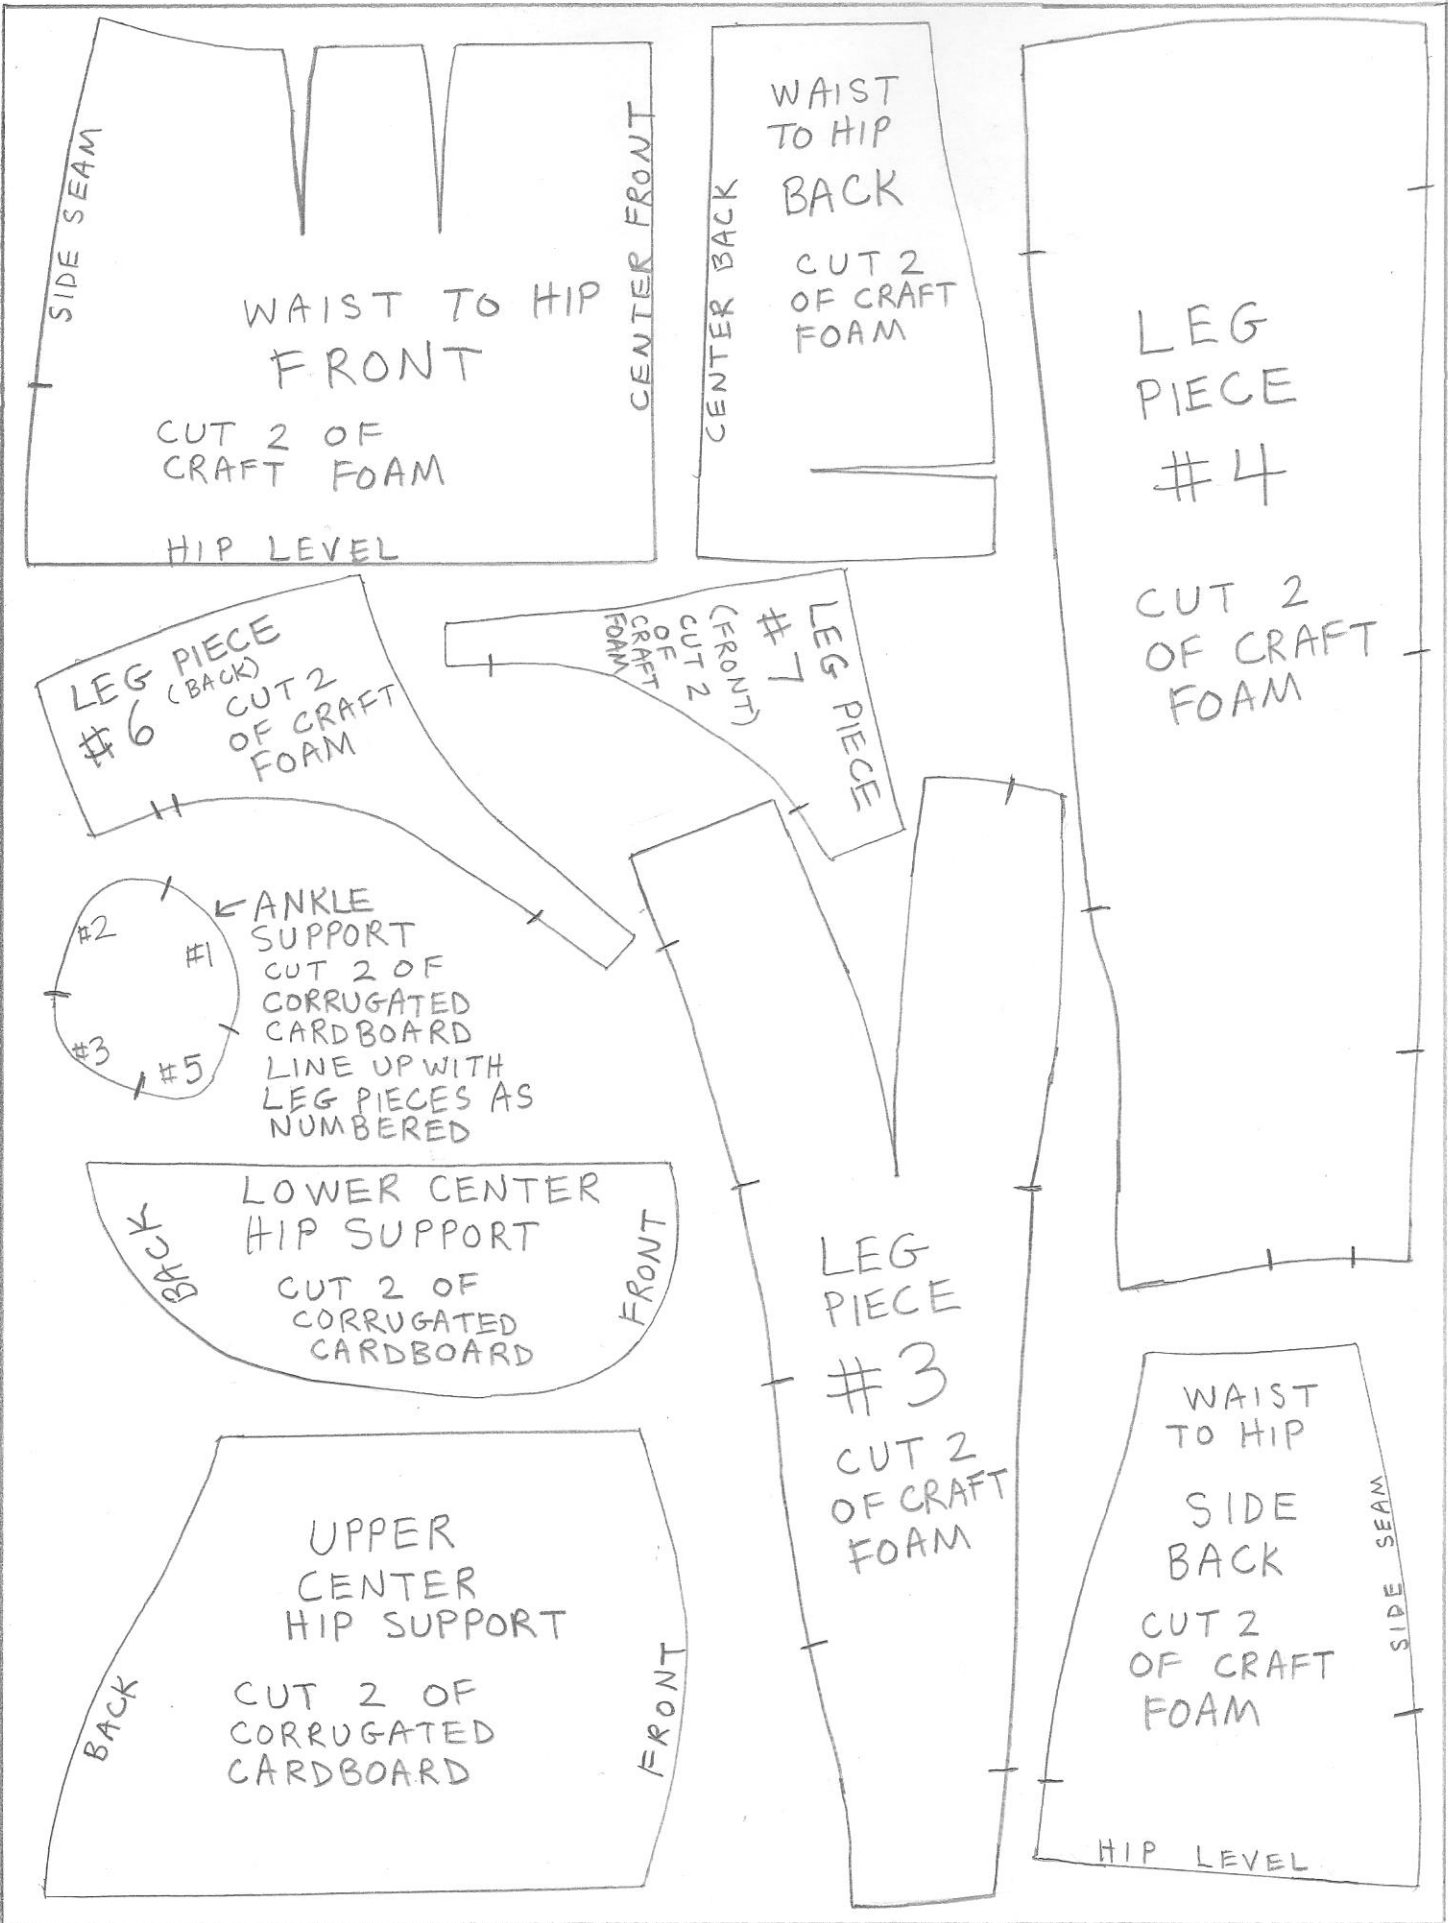 SIDE SEAM
WAIST TO HIP
FRONT
CUT 2 OF
CRAFT FOAM
HIP LEVEL
CENTER FRONT
CENTER BACK
WAIST
TO HIP
BACK
CUT 2
OF CRAFT
FOAM
LEG
PIECE
#4
CUT 2
OF CRAFT
FOAM
LEG PIECE
(BACK)
#6
CUT 2
OF CRAFT
FOAM
LEG PIECE
#7
(FRONT)
CUT 2
OF
CRAFT
FOAM
#2
#1
#3
#5
ANKLE
SUPPORT
CUT 2 OF
CORRUGATED
CARDBOARD
LINE UP WITH
LEG PIECES AS
NUMBERED
LOWER CENTER
HIP SUPPORT
CUT 2 OF
CORRUGATED
CARDBOARD
BACK
FRONT
LEG
PIECE
#3
CUT 2
OF CRAFT
FOAM
UPPER
CENTER
HIP SUPPORT
CUT 2 OF
CORRUGATED
CARDBOARD
BACK
FRONT
WAIST
TO HIP
SIDE
BACK
CUT 2
OF CRAFT
FOAM
SIDE SEAM
HIP LEVEL